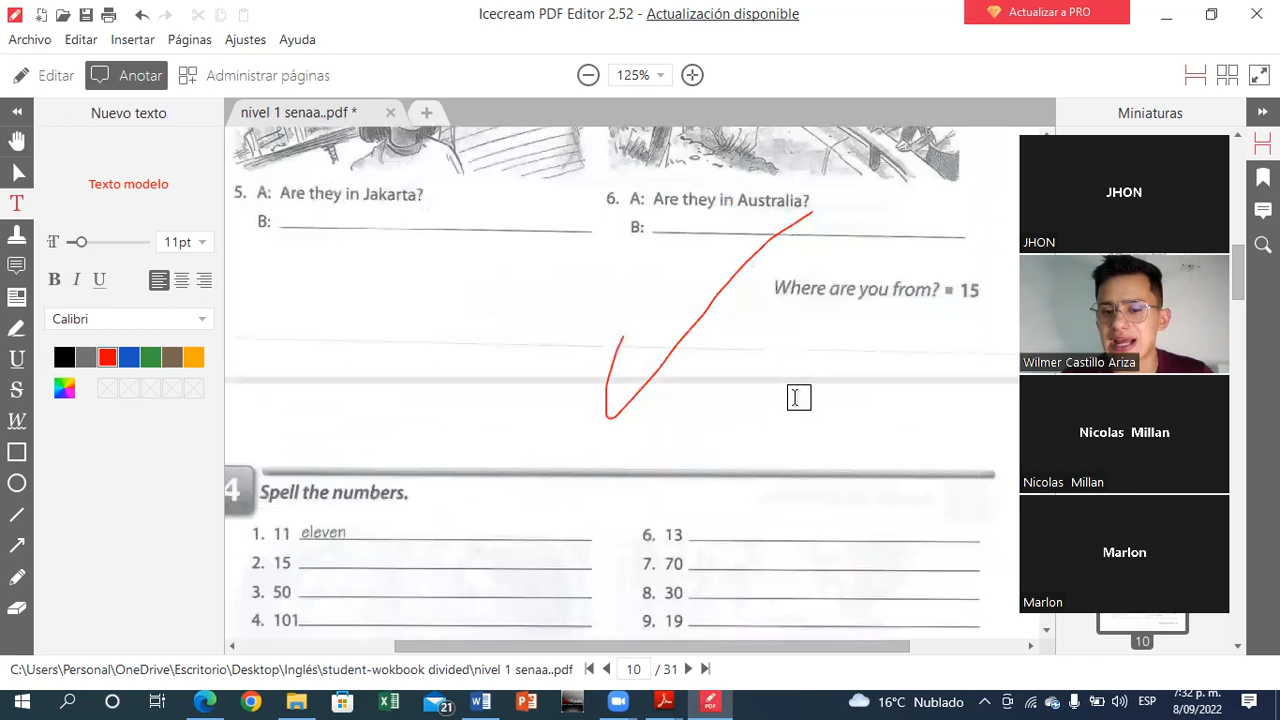 Icecream PDF Editor 2.52 - Actualización disponible
Actualizar a PRO
Archivo Editar Insertar Páginas Ajustes Ayuda
Editar Anotar Administrar páginas 125%
Nuevo texto
nivel 1 senaa..pdf *
Miniaturas
Texto modelo
11pt
B I U
Calibri
5. A: Are they in Jakarta?
B:
6. A: Are they in Australia?
B:
Where are you from? ▪ 15
4 Spell the numbers.
1. 11 eleven
2. 15
3. 50
4. 101
6. 13
7. 70
8. 30
9. 19
JHON
JHON
Wilmer Castillo Ariza
Nicolas Millan
Nicolas Millan
Marlon
Marlon
10
C:\Users\Personal\OneDrive\Escritorio\Desktop\Inglés\student-wokbook divided\nivel 1 senaa..pdf
10 / 31
21
16°C Nublado
ESP
7:32 p. m.
8/09/2022